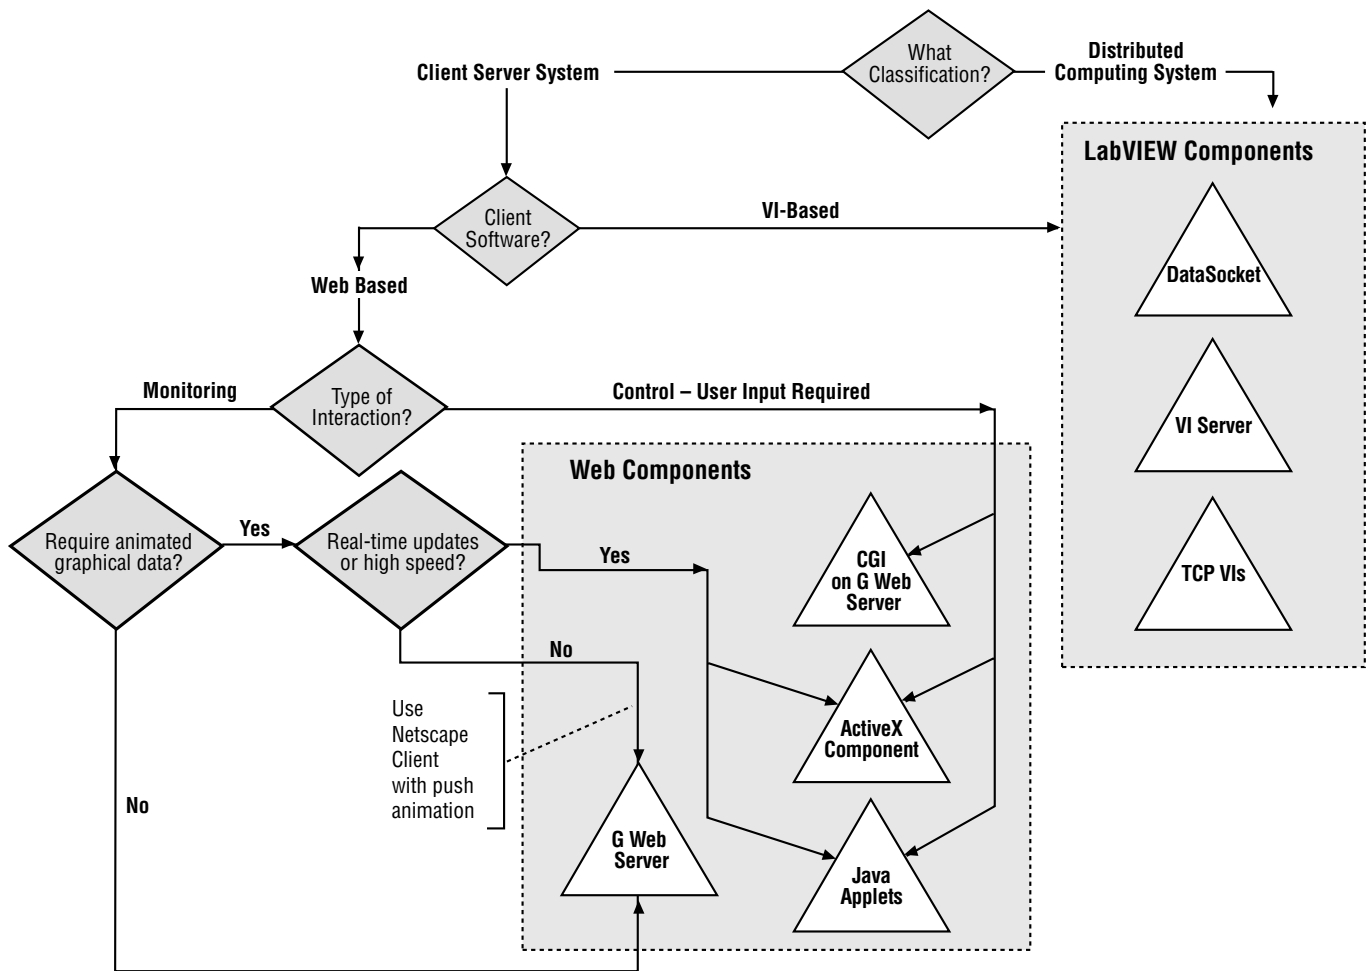 What
Classification?
Client Server System
Distributed
Computing System
LabVIEW Components
Client
Software?
VI-Based
DataSocket
Web Based
Monitoring
Type of
Interaction?
Control – User Input Required
VI Server
Web Components
Require animated
graphical data?
Yes
Real-time updates
or high speed?
Yes
CGI
on G Web
Server
TCP VIs
No
Use
Netscape
Client
with push
animation
ActiveX
Component
No
G Web
Server
Java
Applets